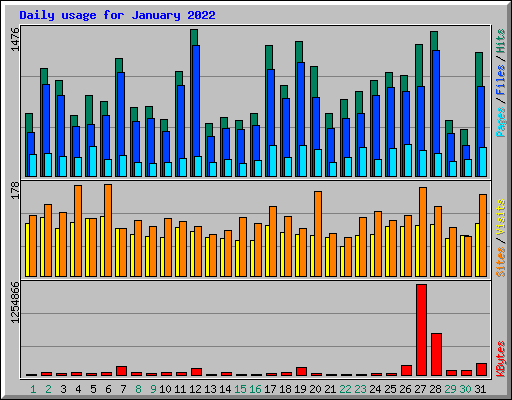 Daily usage for January 2022
1476
Pages / Files / Hits
178
Sites / Visits
1254866
KBytes
1 2 3 4 5 6 7 8 9 10 11 12 13 14 15 16 17 18 19 20 21 22 23 24 25 26 27 28 29 30 31